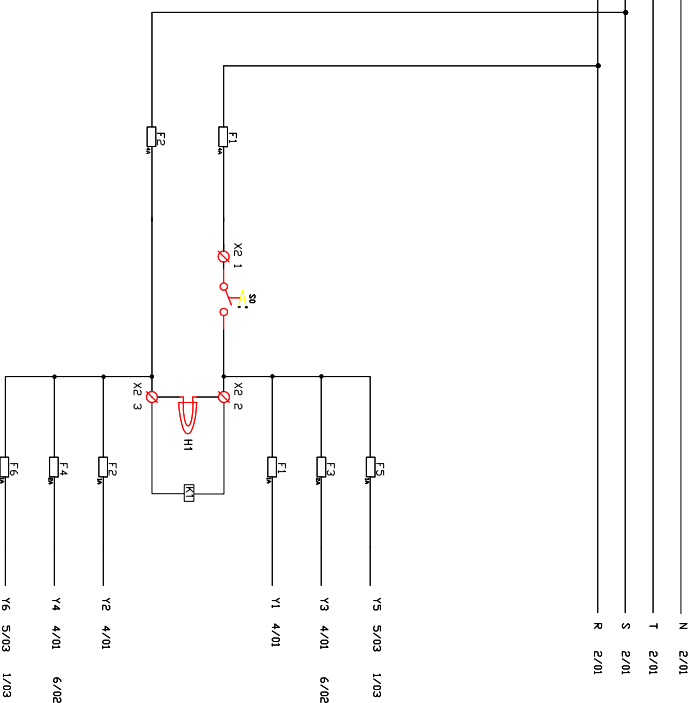 F2
F1
4A
4A
X2 1
S0
X2 3
X2 2
H1
F6
F4
F2
F1
F3
F5
K1
Y6 5/03 1/03
Y4 4/01 6/02
Y2 4/01
Y1 4/01
Y3 4/01 6/02
Y5 5/03 1/03
R 2/01
S 2/01
T 2/01
N 2/01